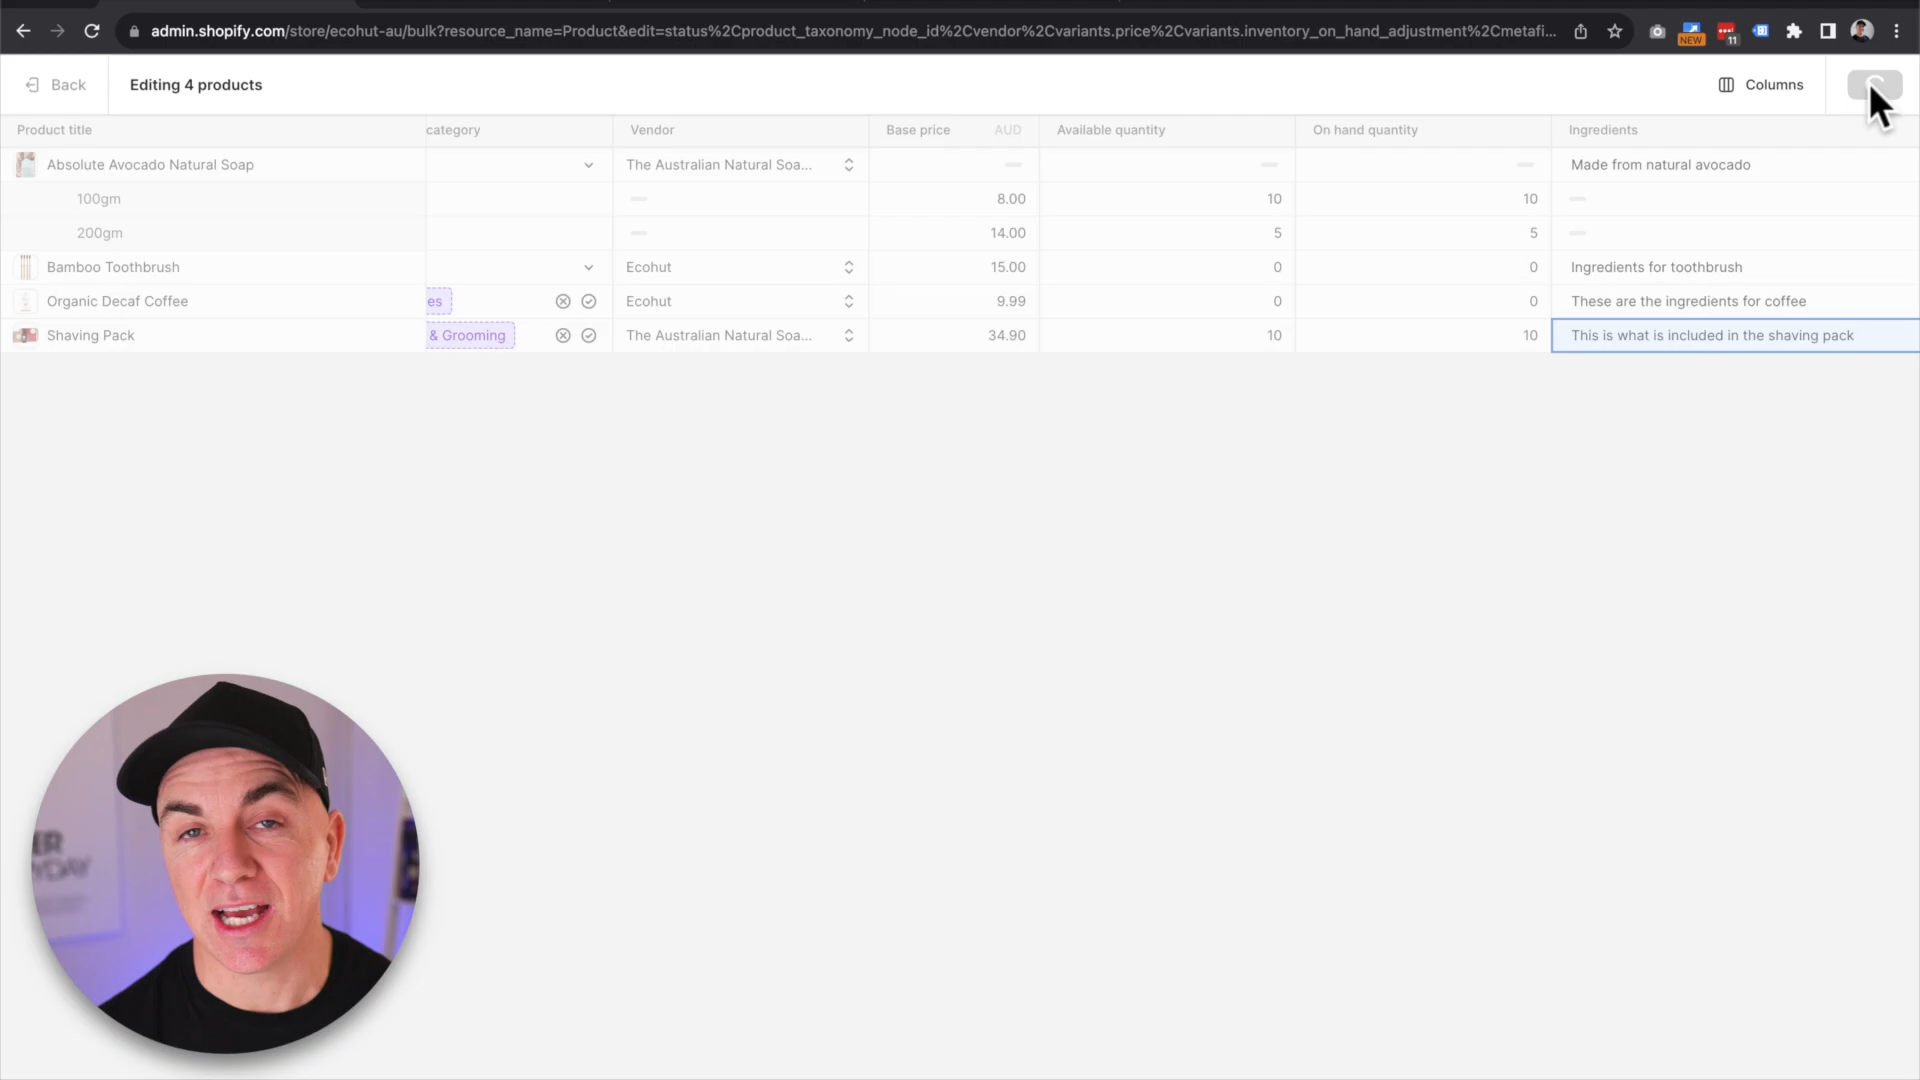 admin.shopify.com/store/ecohut-au/bulk?resource_name=Product&edit=status%2Cproduct_taxonomy_node_id%2Cvendor%2Cvariants.price%2Cvariants.inventory_on_hand_adjustment%2Cmetafi...
NEW
11
Back
Editing 4 products
Columns
Product title
category
Vendor
Base price AUD
Available quantity
On hand quantity
Ingredients
Absolute Avocado Natural Soap The Australian Natural Soa... Made from natural avocado
100gm 8.00 10 10
200gm 14.00 5 5
Bamboo Toothbrush Ecohut 15.00 0 0 Ingredients for toothbrush
Organic Decaf Coffee es Ecohut 9.99 0 0 These are the ingredients for coffee
Shaving Pack & Grooming The Australian Natural Soa... 34.90 10 10 This is what is included in the shaving pack